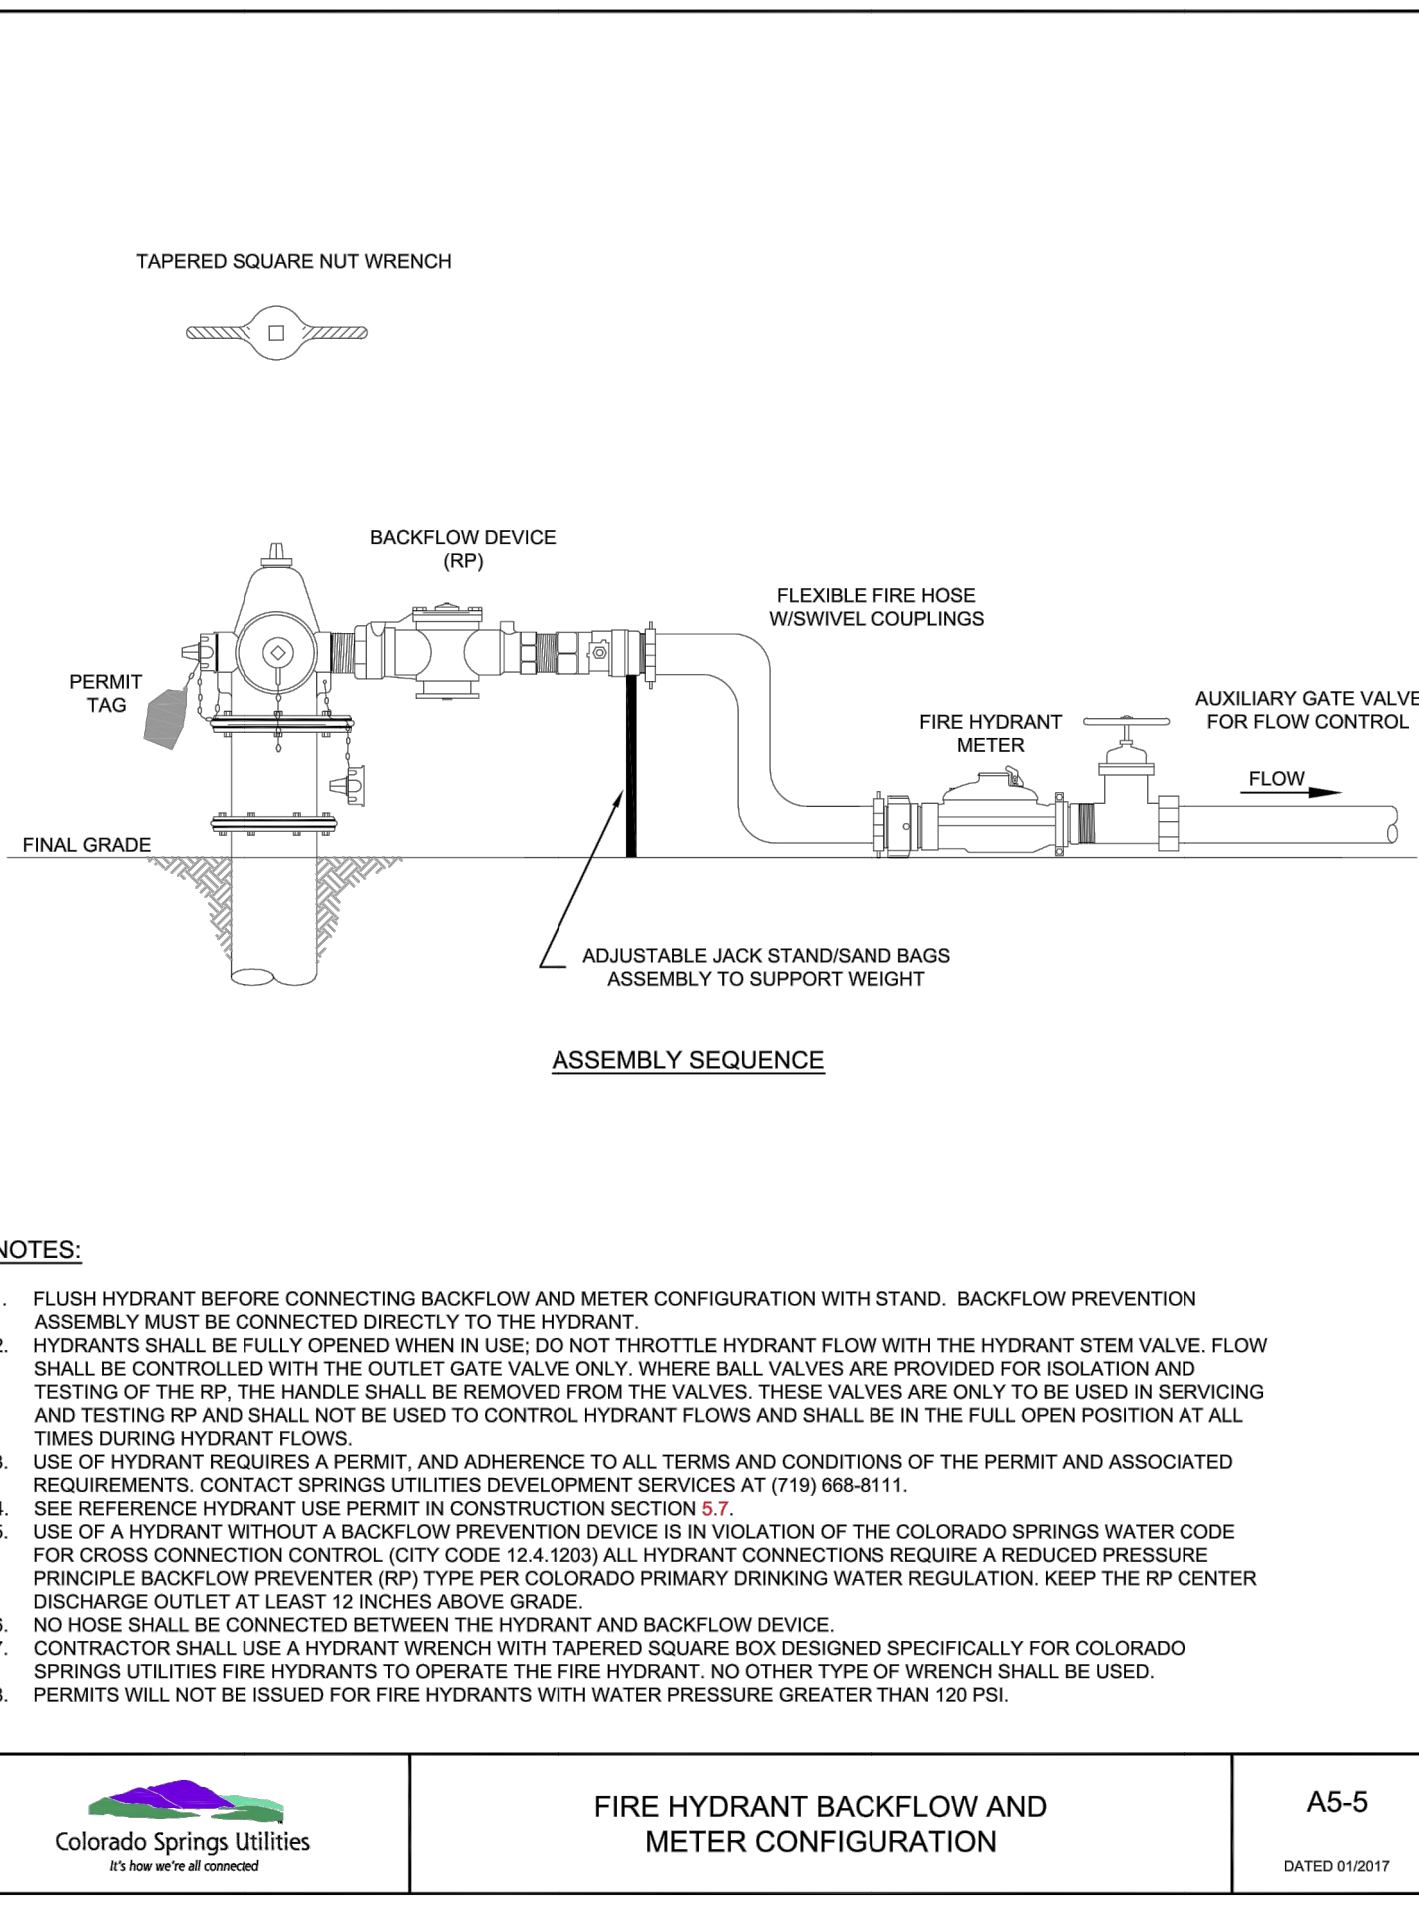 TAPERED SQUARE NUT WRENCH
BACKFLOW DEVICE
(RP)
FLEXIBLE FIRE HOSE
W/SWIVEL COUPLINGS
PERMIT
TAG
AUXILIARY GATE VALVE
FOR FLOW CONTROL
FIRE HYDRANT
METER
FLOW
FINAL GRADE
ADJUSTABLE JACK STAND/SAND BAGS
ASSEMBLY TO SUPPORT WEIGHT
ASSEMBLY SEQUENCE
NOTES:
. FLUSH HYDRANT BEFORE CONNECTING BACKFLOW AND METER CONFIGURATION WITH STAND. BACKFLOW PREVENTION
ASSEMBLY MUST BE CONNECTED DIRECTLY TO THE HYDRANT.
2. HYDRANTS SHALL BE FULLY OPENED WHEN IN USE; DO NOT THROTTLE HYDRANT FLOW WITH THE HYDRANT STEM VALVE. FLOW
SHALL BE CONTROLLED WITH THE OUTLET GATE VALVE ONLY. WHERE BALL VALVES ARE PROVIDED FOR ISOLATION AND
TESTING OF THE RP, THE HANDLE SHALL BE REMOVED FROM THE VALVES. THESE VALVES ARE ONLY TO BE USED IN SERVICING
AND TESTING RP AND SHALL NOT BE USED TO CONTROL HYDRANT FLOWS AND SHALL BE IN THE FULL OPEN POSITION AT ALL
TIMES DURING HYDRANT FLOWS.
3. USE OF HYDRANT REQUIRES A PERMIT, AND ADHERENCE TO ALL TERMS AND CONDITIONS OF THE PERMIT AND ASSOCIATED
REQUIREMENTS. CONTACT SPRINGS UTILITIES DEVELOPMENT SERVICES AT (719) 668-8111.
4. SEE REFERENCE HYDRANT USE PERMIT IN CONSTRUCTION SECTION 5.7.
5. USE OF A HYDRANT WITHOUT A BACKFLOW PREVENTION DEVICE IS IN VIOLATION OF THE COLORADO SPRINGS WATER CODE
FOR CROSS CONNECTION CONTROL (CITY CODE 12.4.1203) ALL HYDRANT CONNECTIONS REQUIRE A REDUCED PRESSURE
PRINCIPLE BACKFLOW PREVENTER (RP) TYPE PER COLORADO PRIMARY DRINKING WATER REGULATION. KEEP THE RP CENTER
DISCHARGE OUTLET AT LEAST 12 INCHES ABOVE GRADE.
6. NO HOSE SHALL BE CONNECTED BETWEEN THE HYDRANT AND BACKFLOW DEVICE.
7. CONTRACTOR SHALL USE A HYDRANT WRENCH WITH TAPERED SQUARE BOX DESIGNED SPECIFICALLY FOR COLORADO
SPRINGS UTILITIES FIRE HYDRANTS TO OPERATE THE FIRE HYDRANT. NO OTHER TYPE OF WRENCH SHALL BE USED.
8. PERMITS WILL NOT BE ISSUED FOR FIRE HYDRANTS WITH WATER PRESSURE GREATER THAN 120 PSI.
Colorado Springs Utilities
It's how we're all connected
FIRE HYDRANT BACKFLOW AND
METER CONFIGURATION
A5-5
DATED 01/2017